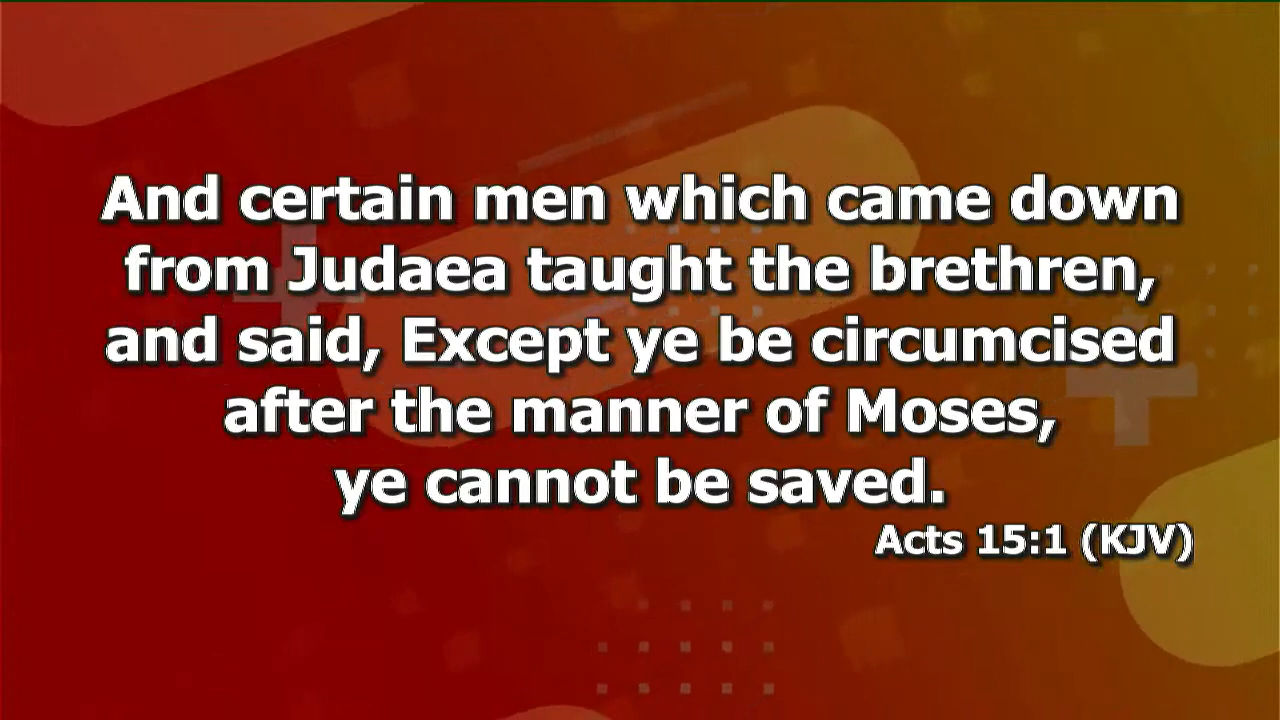 And certain men which came down
from Judaea taught the brethren,
and said, Except ye be circumcised
after the manner of Moses,
ye cannot be saved.
Acts 15:1 (KJV)